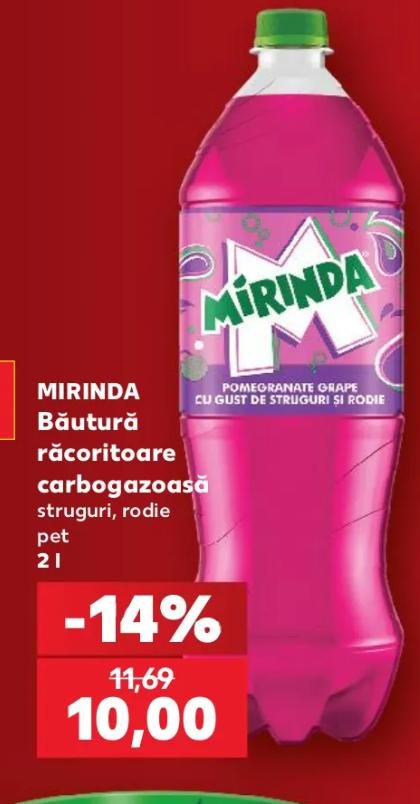 MIRINDA
POMEGRANATE GRAPE
CU GUST DE STRUGURI ȘI RODIE
MIRINDA
Băutură
răcoritoare
carbogazoasă
struguri, rodie
pet
2 l
-14%
11,69
10,00